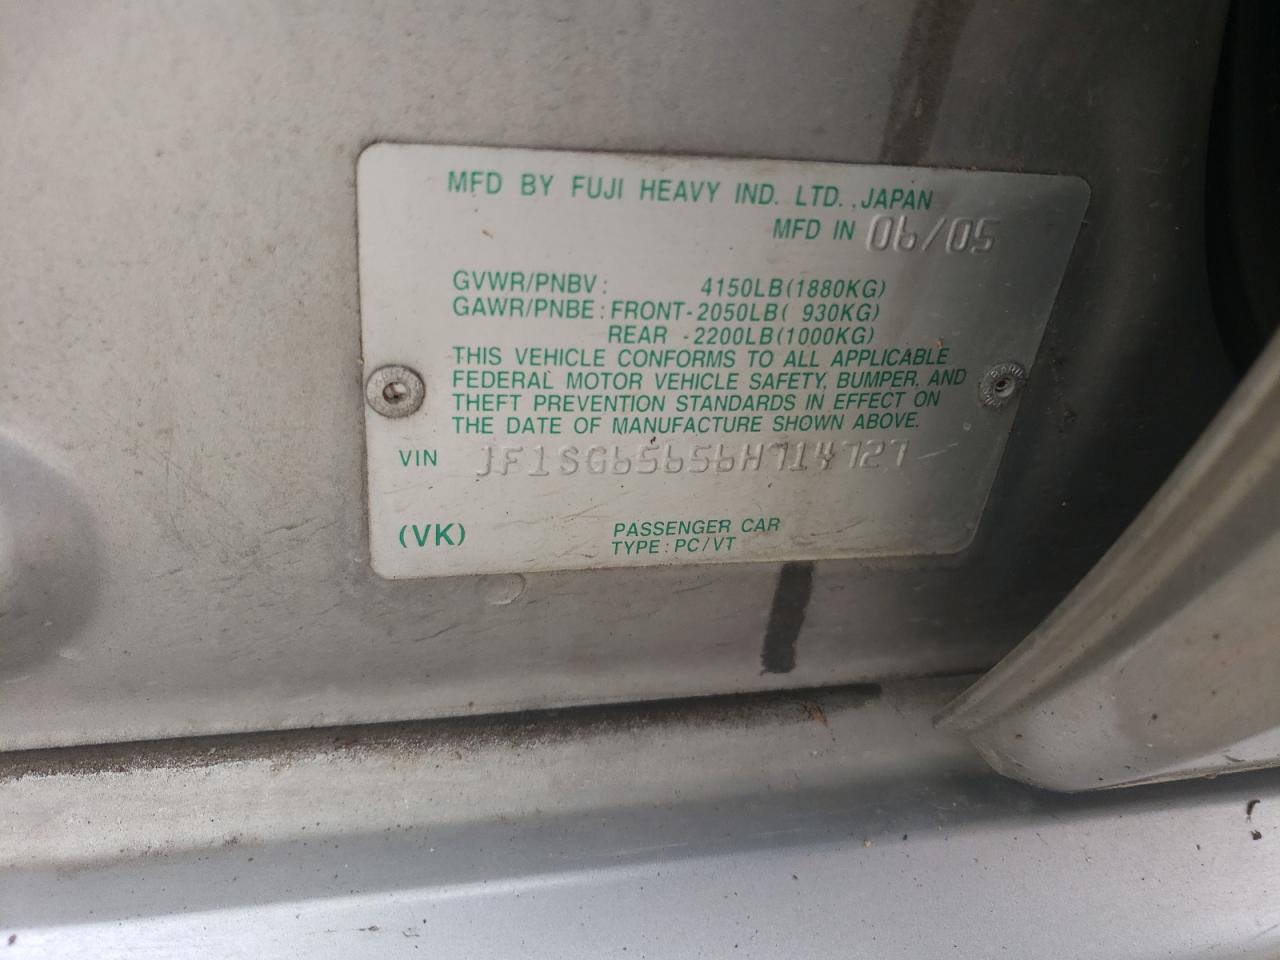 MFD BY FUJI HEAVY IND. LTD., JAPAN
MFD IN 06/05
GVWR/PNBV: 4150LB(1880KG)
GAWR/PNBE: FRONT-2050LB( 930KG)
REAR -2200LB(1000KG)
THIS VEHICLE CONFORMS TO ALL APPLICABLE
FEDERAL MOTOR VEHICLE SAFETY, BUMPER, AND
THEFT PREVENTION STANDARDS IN EFFECT ON
THE DATE OF MANUFACTURE SHOWN ABOVE.
VIN JF1SG65656H714727
(VK)
PASSENGER CAR
TYPE: PC/VT